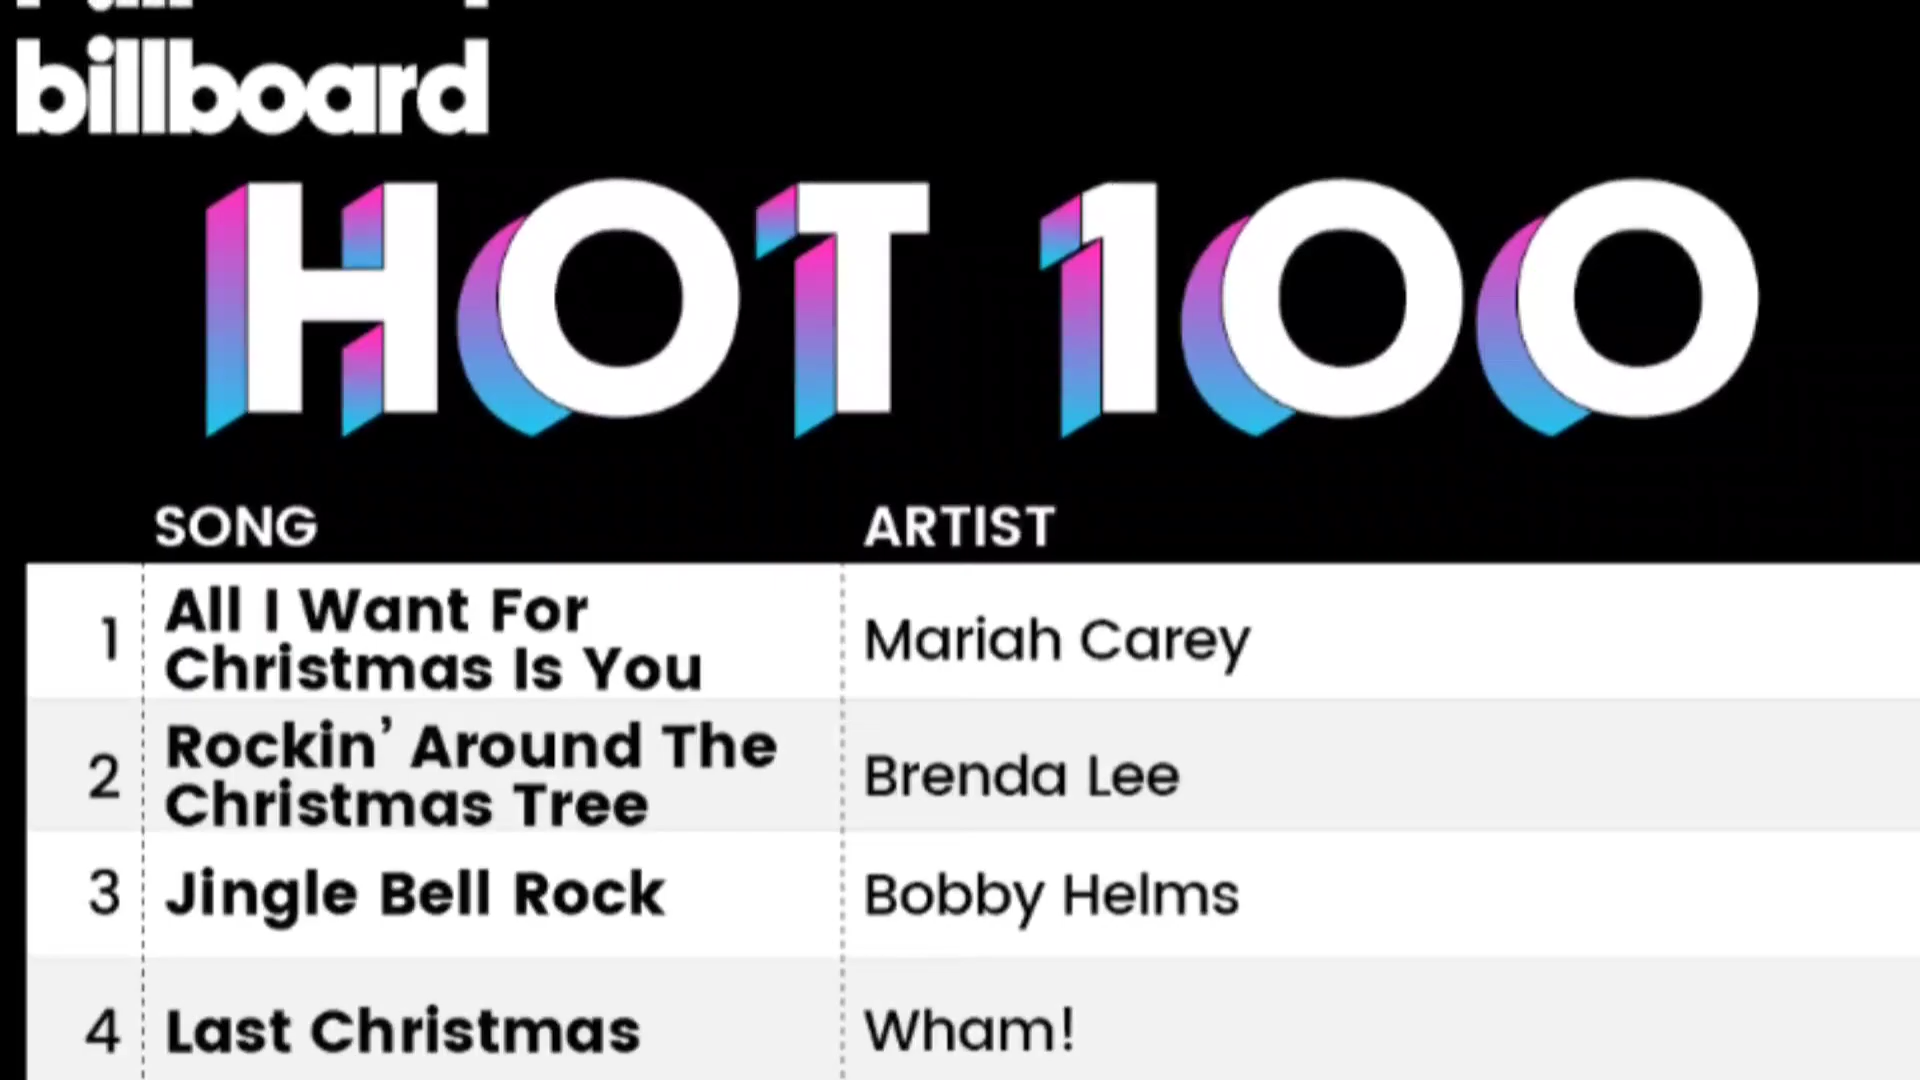 billboard
HOT 100
SONG ARTIST
1 All I Want For
Christmas Is You Mariah Carey
2 Rockin’ Around The
Christmas Tree Brenda Lee
3 Jingle Bell Rock Bobby Helms
4 Last Christmas Wham!